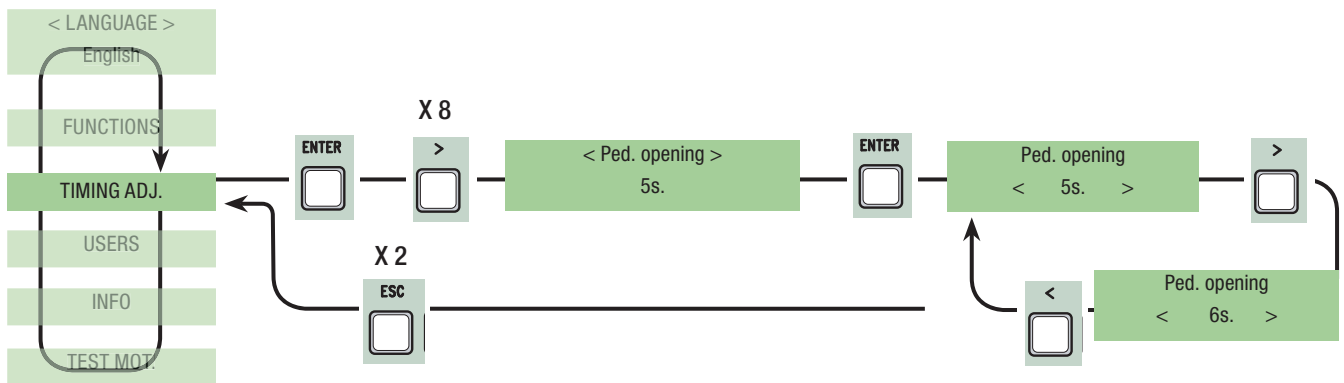 < LANGUAGE >
English
FUNCTIONS
TIMING ADJ.
USERS
INFO
TEST MOT.
ENTER
X 8
>
< Ped. opening >
5s.
ENTER
Ped. opening
< 5s. >
>
Ped. opening
< 6s. >
<
X 2
ESC